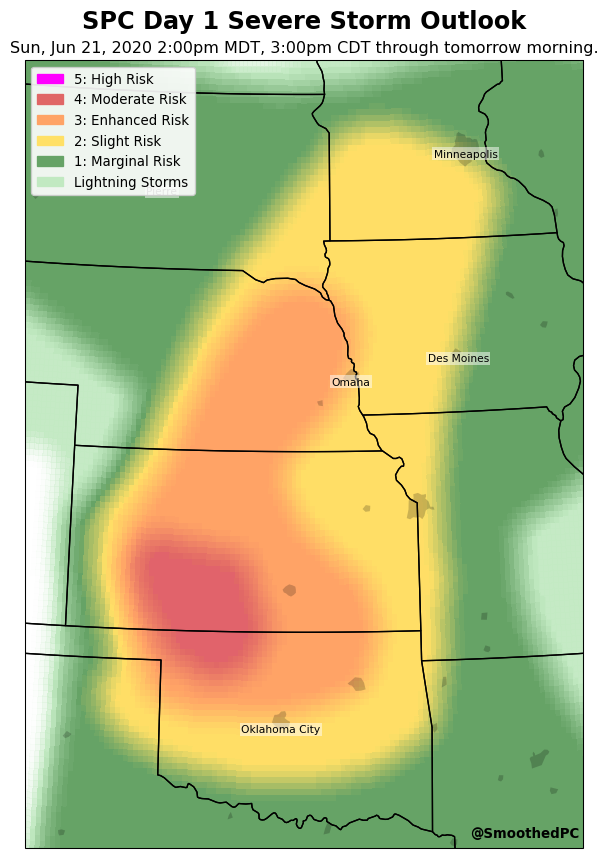 SPC Day 1 Severe Storm Outlook
Sun, Jun 21, 2020 2:00pm MDT, 3:00pm CDT through tomorrow morning.
5: High Risk
4: Moderate Risk
3: Enhanced Risk
2: Slight Risk
1: Marginal Risk
Lightning Storms
Pierre
Minneapolis
Des Moines
Omaha
Oklahoma City
@SmoothedPC